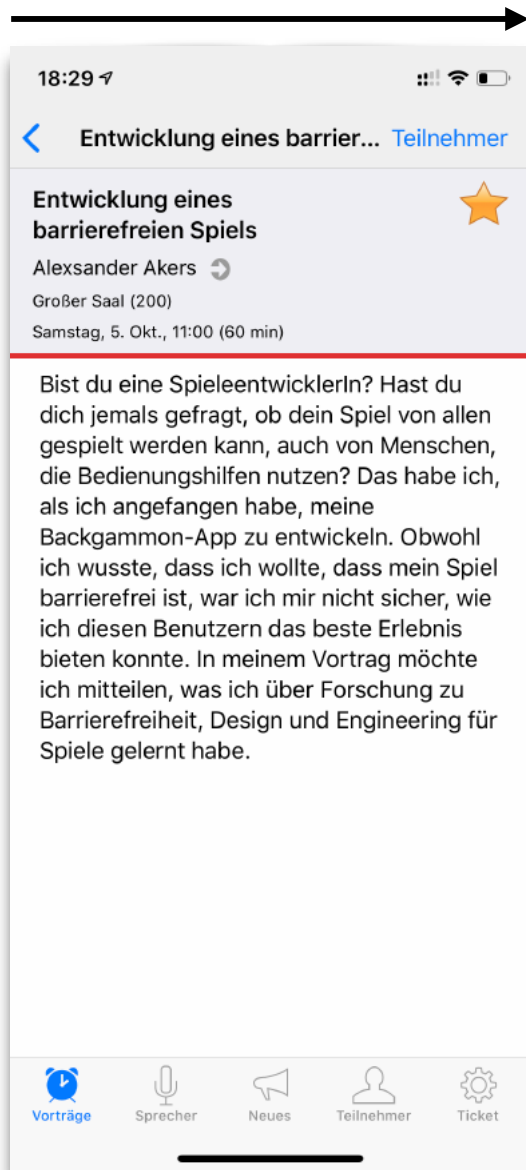 18:29
Entwicklung eines barrier... Teilnehmer
Entwicklung eines
barrierefreien Spiels
Alexsander Akers
Großer Saal (200)
Samstag, 5. Okt., 11:00 (60 min)
Bist du eine SpieleentwicklerIn? Hast du
dich jemals gefragt, ob dein Spiel von allen
gespielt werden kann, auch von Menschen,
die Bedienungshilfen nutzen? Das habe ich,
als ich angefangen habe, meine
Backgammon-App zu entwickeln. Obwohl
ich wusste, dass ich wollte, dass mein Spiel
barrierefrei ist, war ich mir nicht sicher, wie
ich diesen Benutzern das beste Erlebnis
bieten konnte. In meinem Vortrag möchte
ich mitteilen, was ich über Forschung zu
Barrierefreiheit, Design und Engineering für
Spiele gelernt habe.
Vorträge Sprecher Neues Teilnehmer Ticket